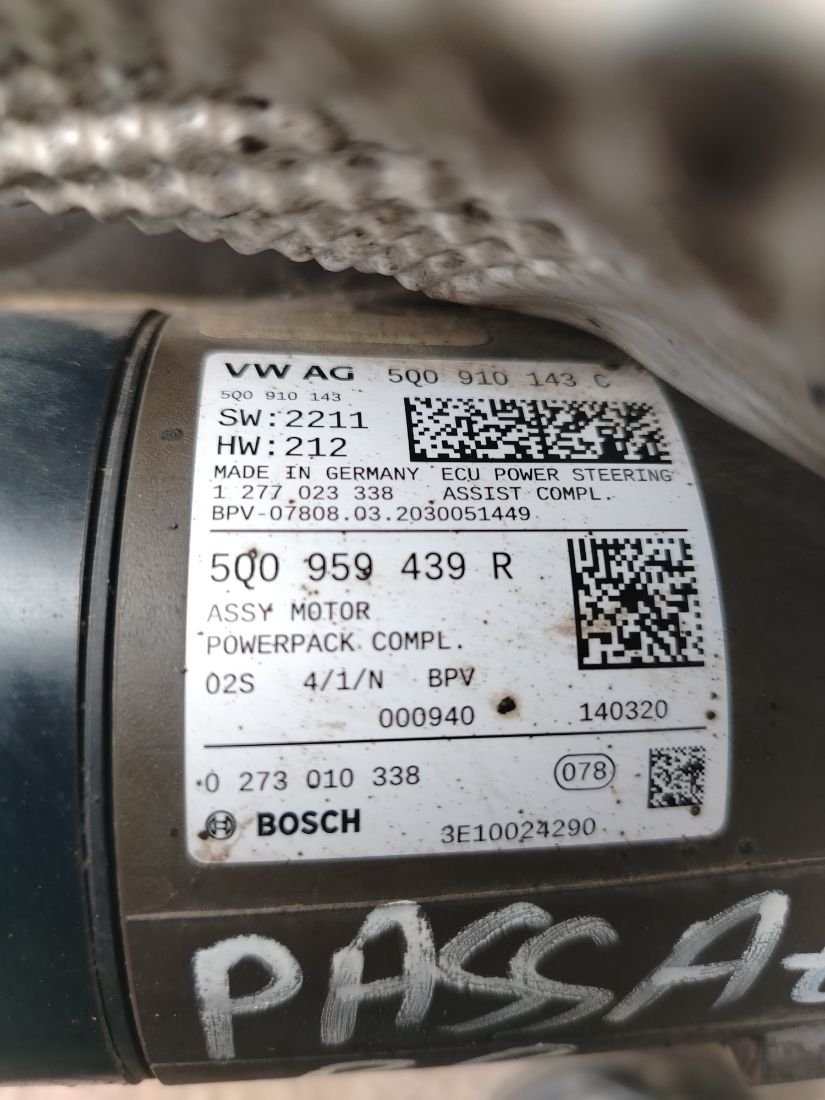 VW AG 5Q0 910 143 C
5Q0 910 143
SW:2211
HW:212
MADE IN GERMANY ECU POWER STEERING
1 277 023 338 ASSIST COMPL.
BPV-07808.03.2030051449
5Q0 959 439 R
ASSY MOTOR
POWERPACK COMPL.
02S 4/1/N BPV
000940 140320
0 273 010 338 078
BOSCH 3E10024290
PASSAt